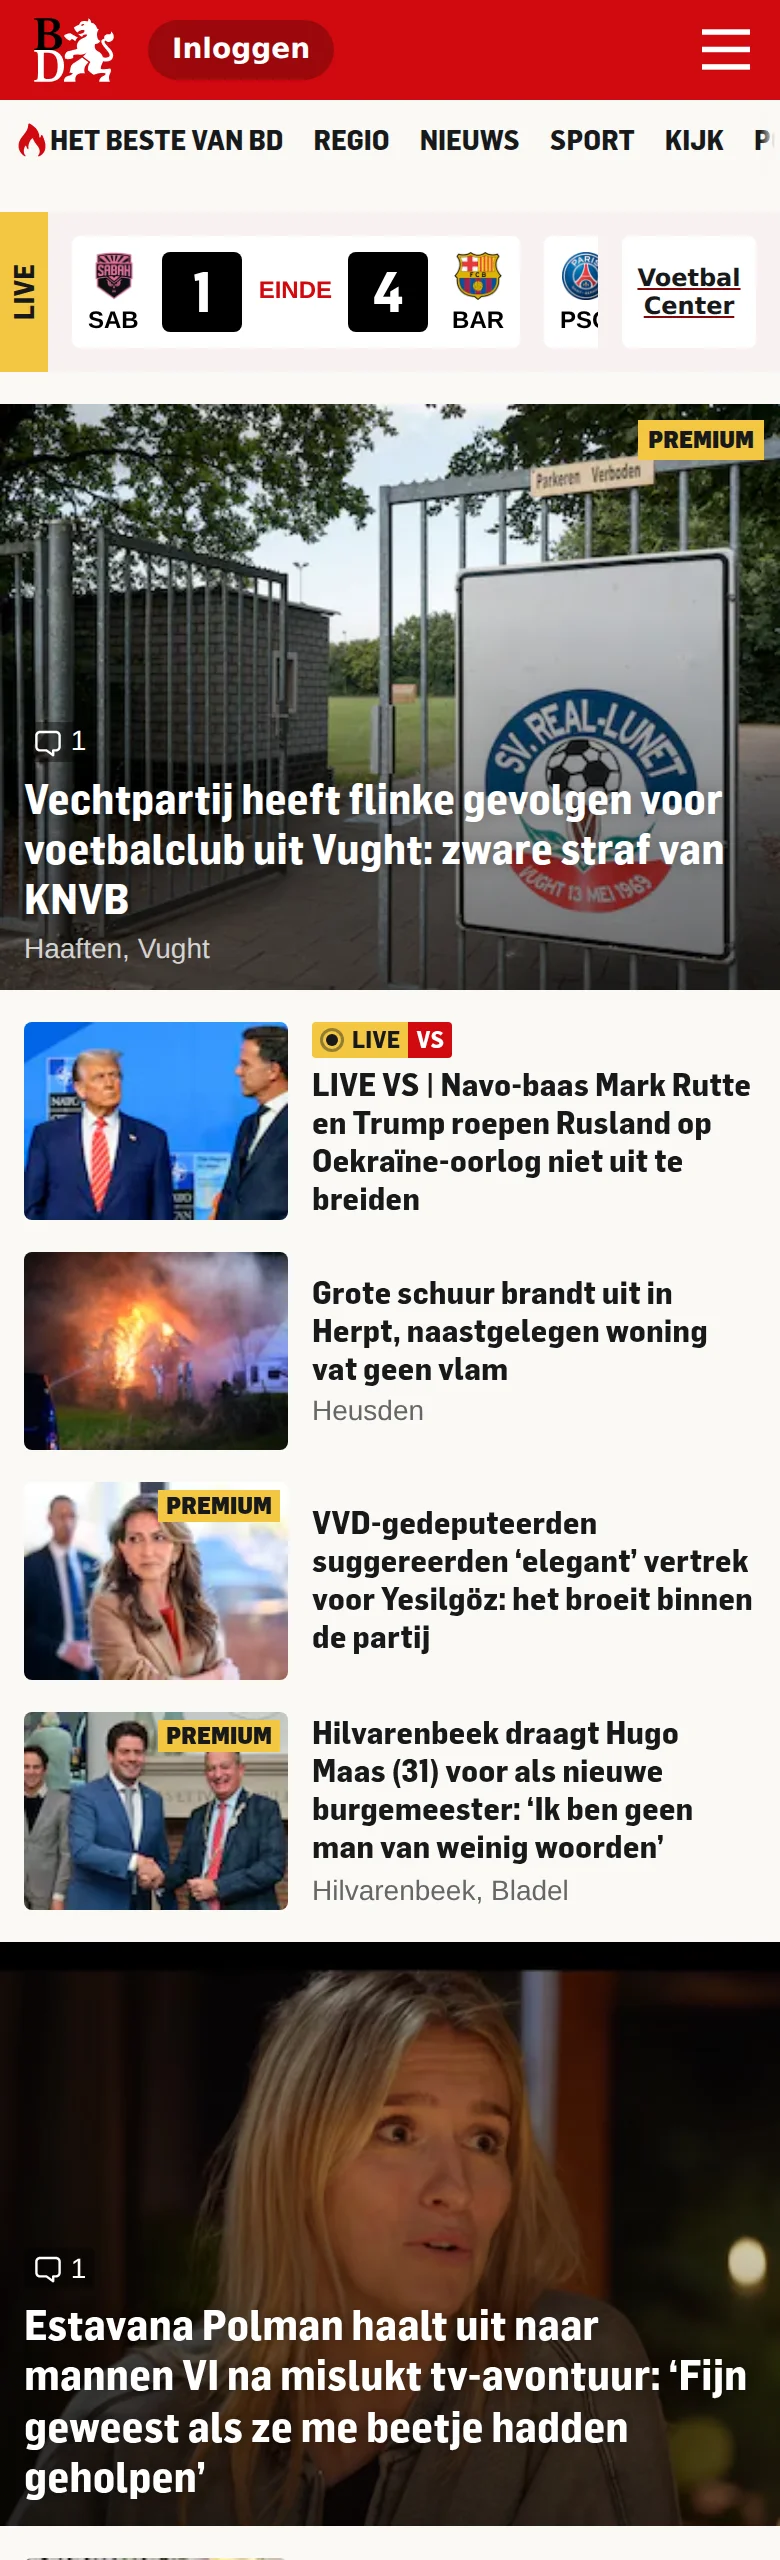 BD
Inloggen
HET BESTE VAN BD REGIO NIEUWS SPORT KIJK
LIVE
SABAH
SAB
1
EINDE
4
FCB
BAR
PARIS
Voetbal
Center
PREMIUM
Parkeren Verboden
SV. REAL-LUNET
VUGHT 13 MEI 1969
1
Vechtpartij heeft flinke gevolgen voor
voetbalclub uit Vught: zware straf van
KNVB
Haaften, Vught
NATO
LIVE VS
LIVE VS | Navo-baas Mark Rutte
en Trump roepen Rusland op
Oekraïne-oorlog niet uit te
breiden
Grote schuur brandt uit in
Herpt, naastgelegen woning
vat geen vlam
Heusden
PREMIUM
VVD-gedeputeerden
suggereerden ‘elegant’ vertrek
voor Yesilgöz: het broeit binnen
de partij
PREMIUM
Hilvarenbeek draagt Hugo
Maas (31) voor als nieuwe
burgemeester: ‘Ik ben geen
man van weinig woorden’
Hilvarenbeek, Bladel
1
Estavana Polman haalt uit naar
mannen VI na mislukt tv-avontuur: ‘Fijn
geweest als ze me beetje hadden
geholpen’